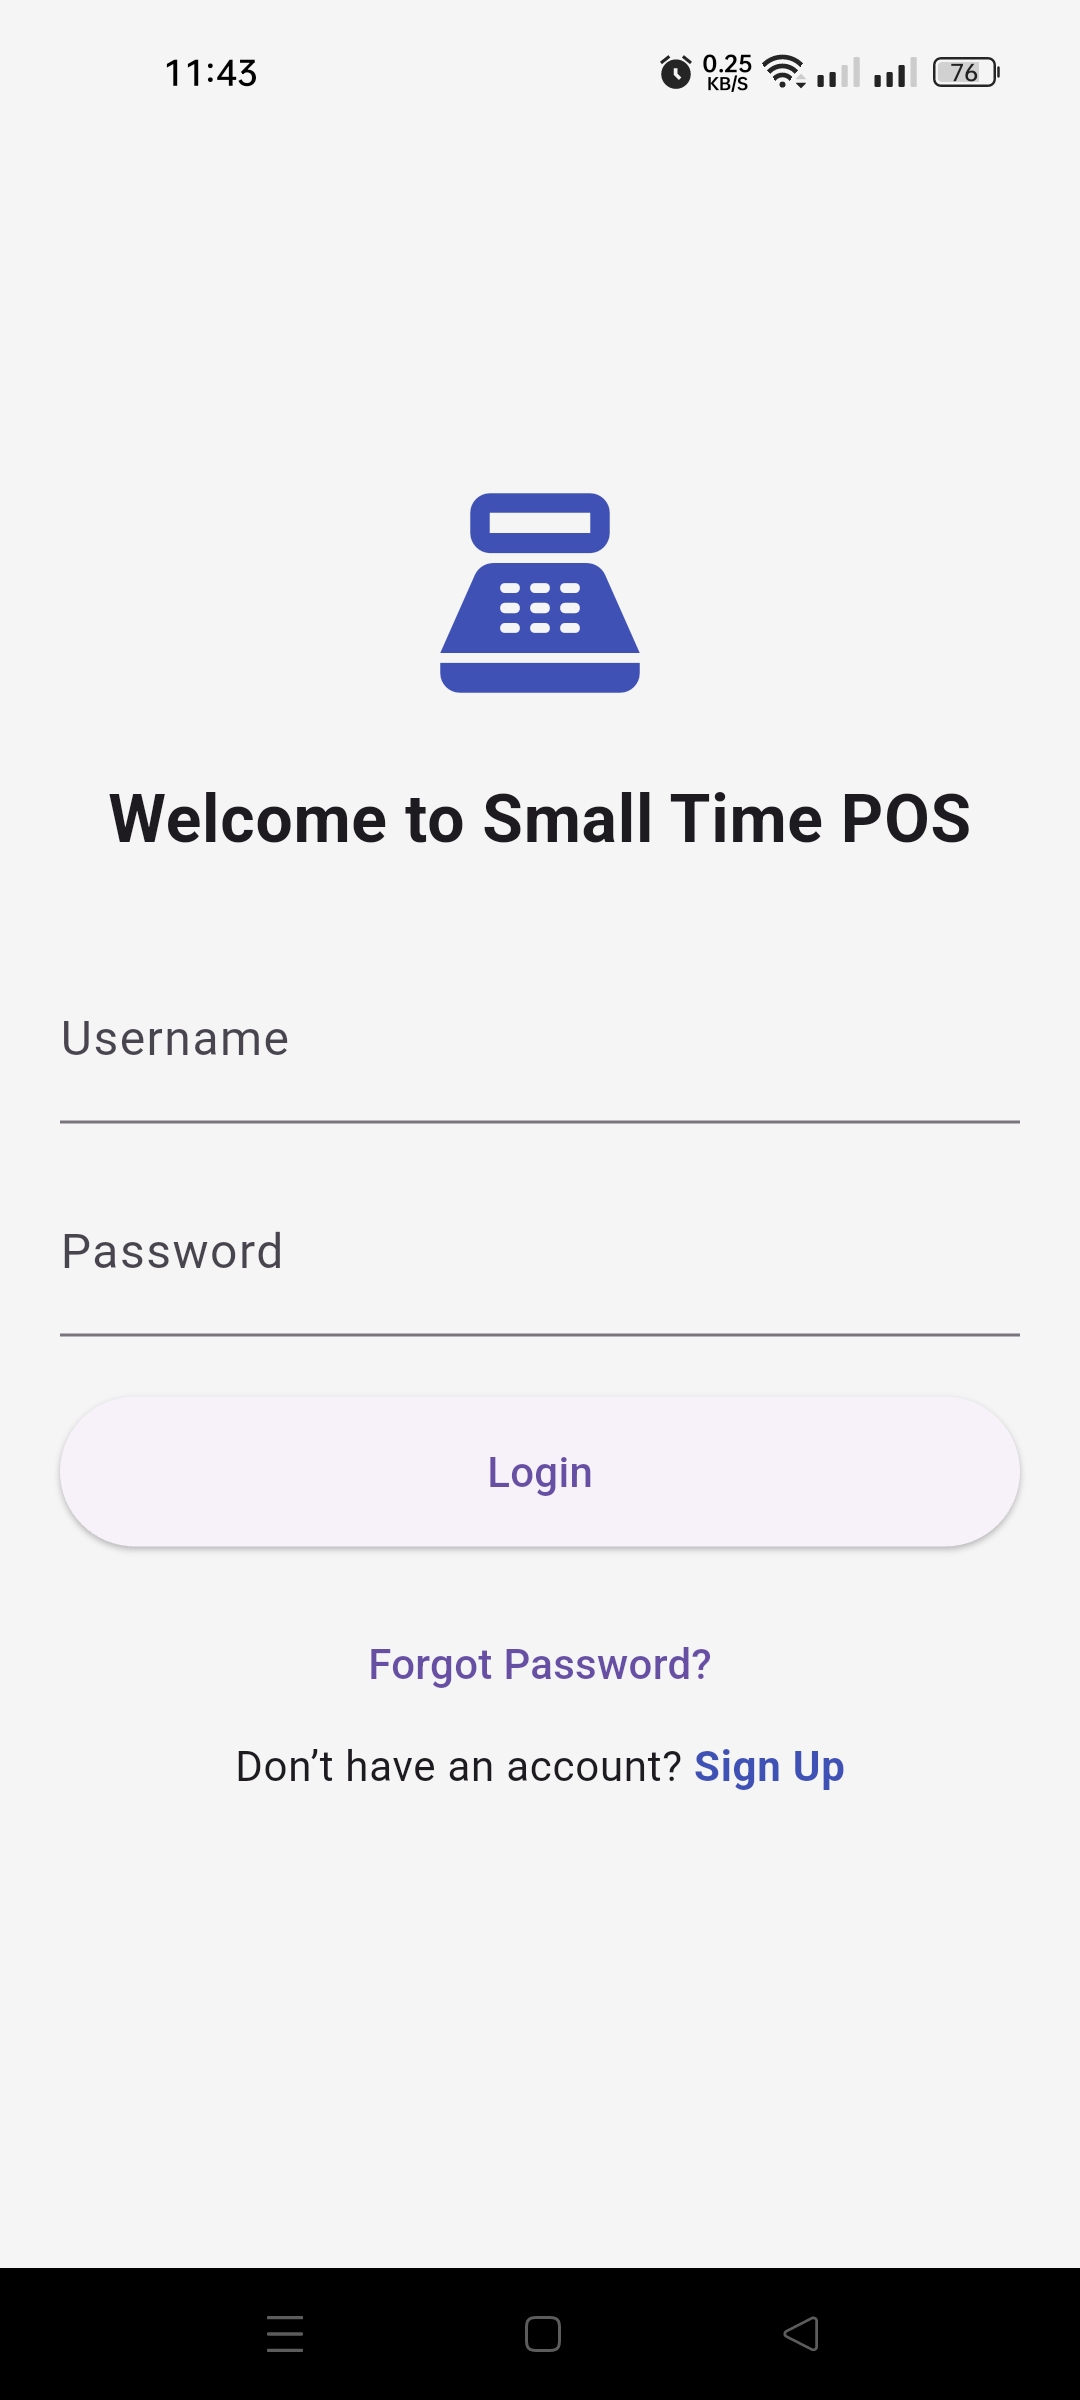 11:43
0.25
KB/S
76
Welcome to Small Time POS
Username
Password
Login
Forgot Password?
Don’t have an account? Sign Up